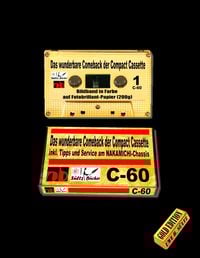 Das wunderbare Comeback der Compact Cassette
1
C-60
Bildband in Farbe
auf Fotobrillant-Papier (200g)
Das wunderbare Comeback der Compact Cassette
inkl. Tipps und Service am NAKAMICHI-Chassis
C-60
C-60
GOLD EDITION